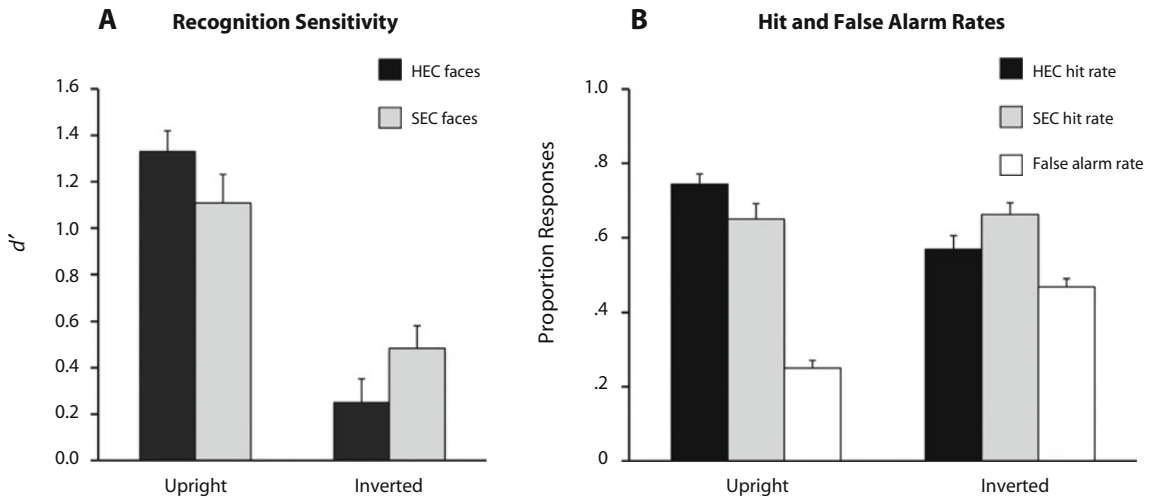 A Recognition Sensitivity
HEC faces
SEC faces
1.6
1.4
1.2
1.0
0.8
0.6
0.4
0.2
0.0
d′
Upright Inverted
B Hit and False Alarm Rates
HEC hit rate
SEC hit rate
False alarm rate
1.0
.8
.6
.4
.2
0
Proportion Responses
Upright Inverted